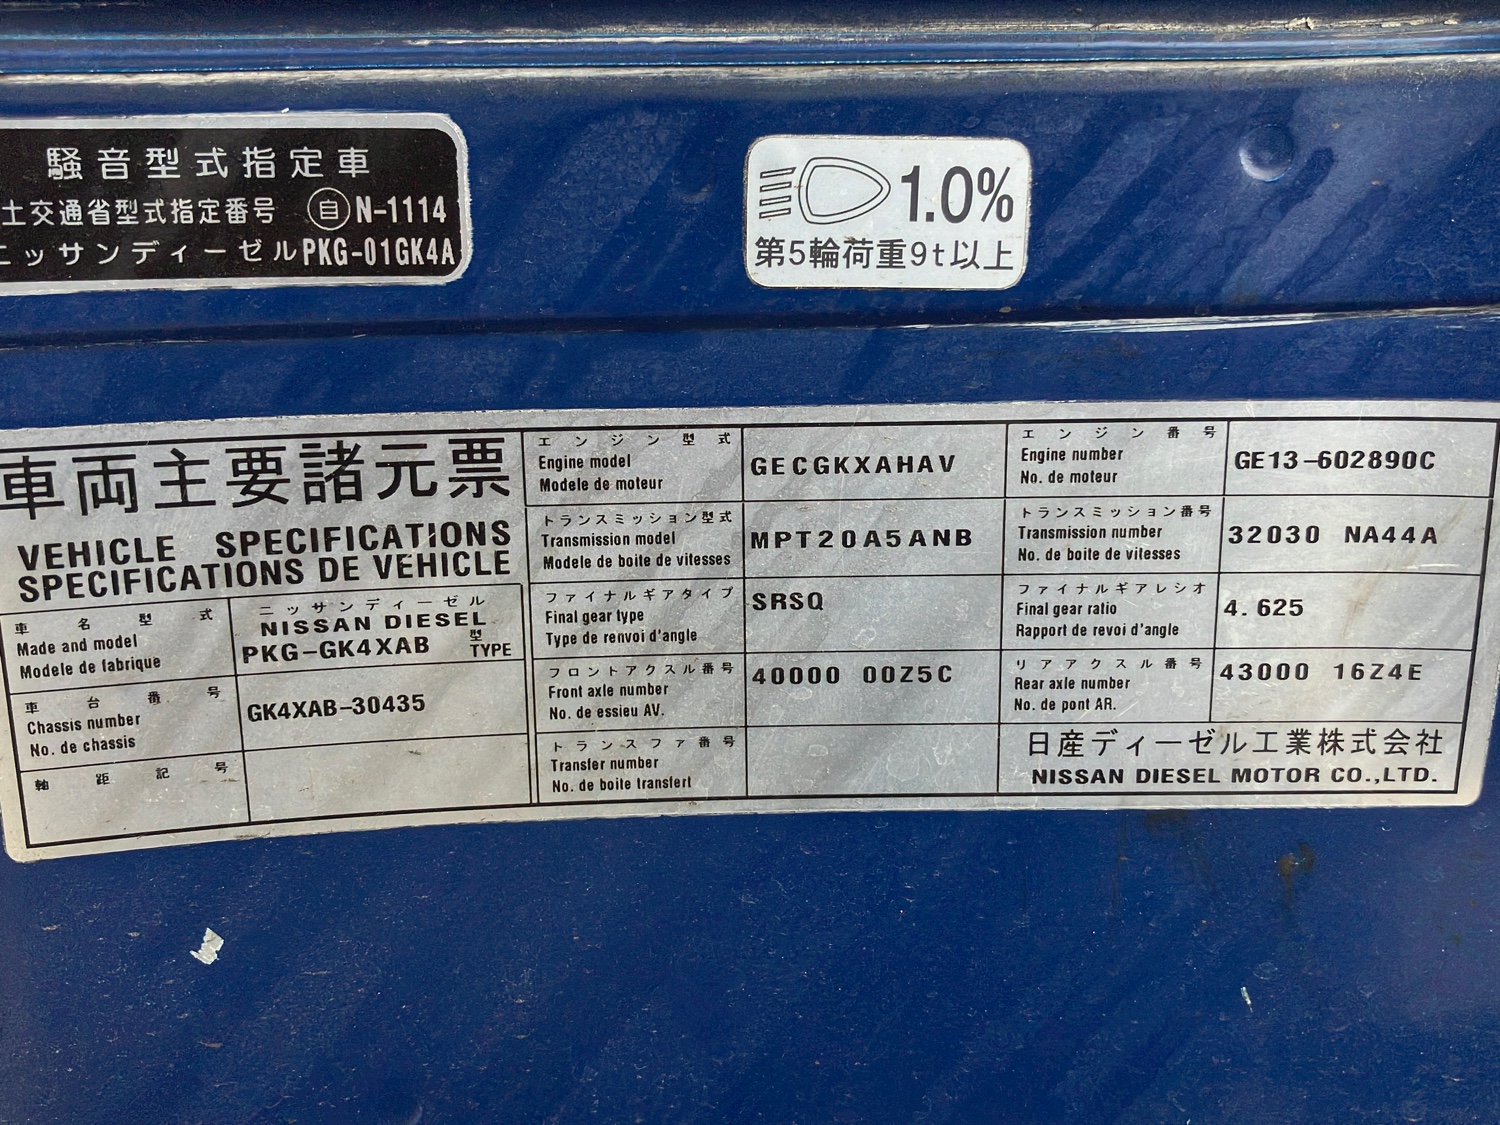 騒音型式指定車
土交通省型式指定番号 自 N-1114
ニッサンディーゼル PKG-01GK4A
1.0%
第5輪荷重9t以上
車両主要諸元票
VEHICLE SPECIFICATIONS
SPECIFICATIONS DE VEHICLE
車名型式
Made and model
Modele de fabrique
ニッサンディーゼル
NISSAN DIESEL
PKG-GK4XAB 型 TYPE
車台番号
Chassis number
No. de chassis
GK4XAB-30435
軸距記号
エンジン型式
Engine model
Modele de moteur
GECGKXAHAV
エンジン番号
Engine number
No. de moteur
GE13-602890C
トランスミッション型式
Transmission model
Modele de boite de vitesses
MPT20A5ANB
トランスミッション番号
Transmission number
No. de boite de vitesses
32030 NA44A
ファイナルギアタイプ
Final gear type
Type de renvoi d'angle
SRSQ
ファイナルギアレシオ
Final gear ratio
Rapport de revoi d'angle
4.625
フロントアクスル番号
Front axle number
No. de essieu AV.
40000 00Z5C
リアアクスル番号
Rear axle number
No. de pont AR.
43000 16Z4E
トランスファ番号
Transfer number
No. de boite transfert
日産ディーゼル工業株式会社
NISSAN DIESEL MOTOR CO.,LTD.